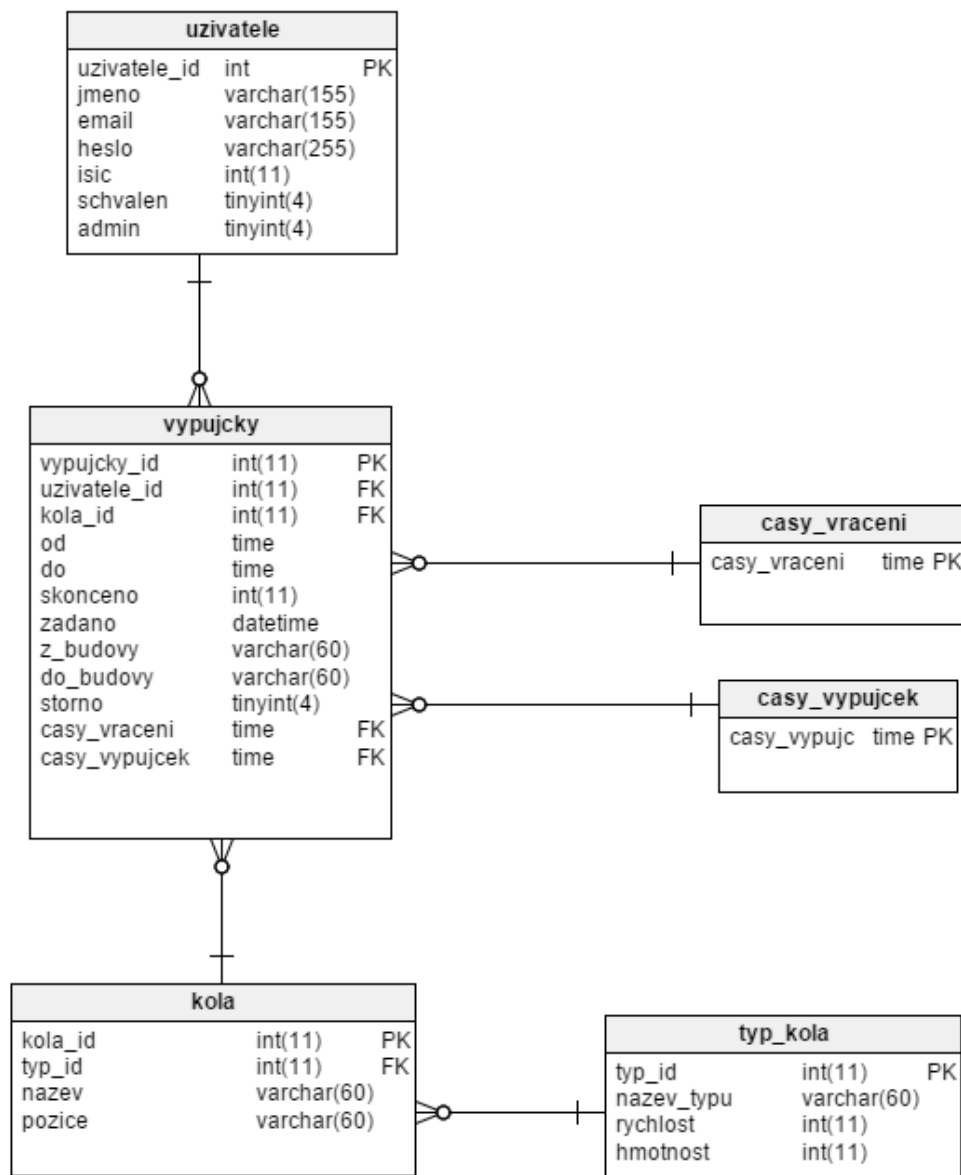 uzivatele
uzivatele_id int PK
jmeno varchar(155)
email varchar(155)
heslo varchar(255)
isic int(11)
schvalen tinyint(4)
admin tinyint(4)
vypujcky
vypujcky_id int(11) PK
uzivatele_id int(11) FK
kola_id int(11) FK
od time
do time
skonceno int(11)
zadano datetime
z_budovy varchar(60)
do_budovy varchar(60)
storno tinyint(4)
casy_vraceni time FK
casy_vypujcek time FK
casy_vraceni
casy_vraceni time PK
casy_vypujcek
casy_vypujc time PK
kola
kola_id int(11) PK
typ_id int(11) FK
nazev varchar(60)
pozice varchar(60)
typ_kola
typ_id int(11) PK
nazev_typu varchar(60)
rychlost int(11)
hmotnost int(11)